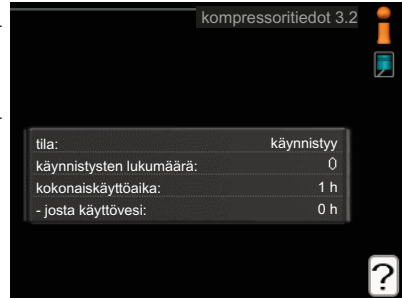 kompressoritiedot 3.2
tila: käynnistyy
käynnistysten lukumäärä: 0
kokonaiskäyttöaika: 1 h
- josta käyttövesi: 0 h
?